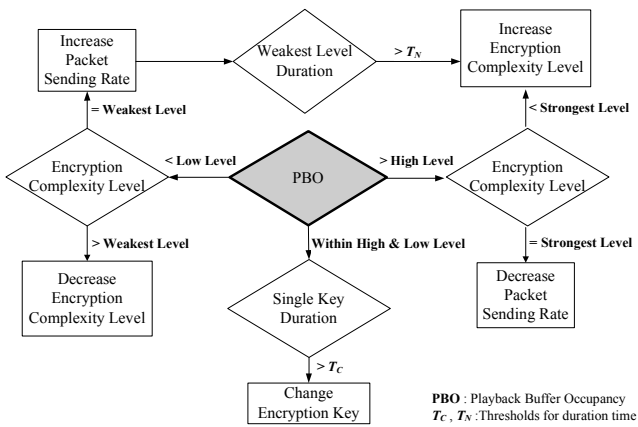 Increase
Packet
Sending Rate
Weakest Level
Duration
> T_N
Increase
Encryption
Complexity Level
= Weakest Level
< Strongest Level
Encryption
Complexity Level
< Low Level
PBO
> High Level
Encryption
Complexity Level
> Weakest Level
Within High & Low Level
= Strongest Level
Decrease
Encryption
Complexity Level
Single Key
Duration
Decrease
Packet
Sending Rate
> T_C
Change
Encryption Key
PBO : Playback Buffer Occupancy
T_C , T_N :Thresholds for duration time